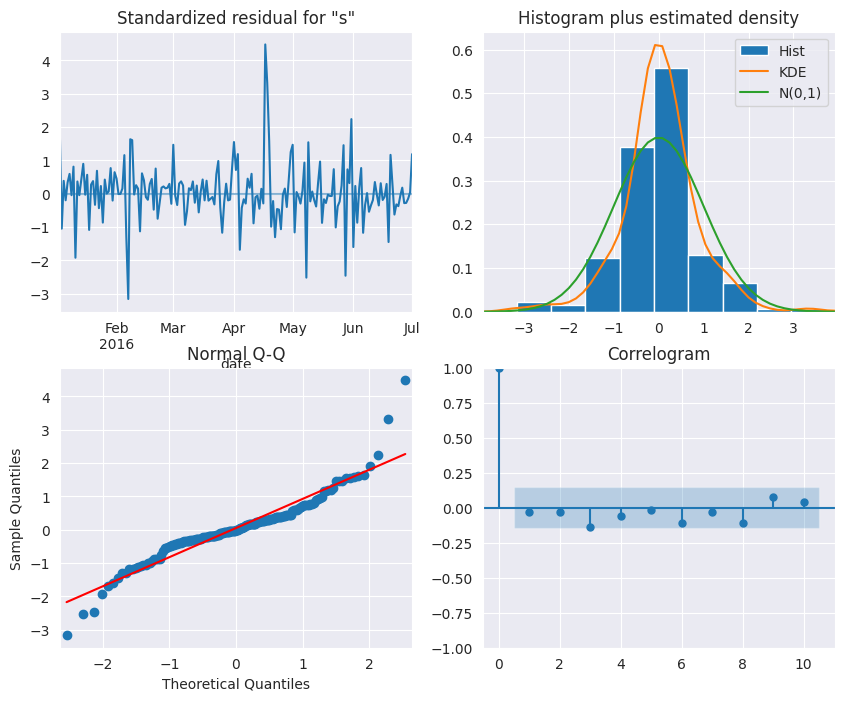 Standardized residual for "s"
4
3
2
1
0
−1
−2
−3
Feb
2016
Mar
Apr
May
Jun
Jul
date
Histogram plus estimated density
Hist
KDE
N(0,1)
0.6
0.5
0.4
0.3
0.2
0.1
0.0
−3 −2 −1 0 1 2 3
Normal Q-Q
Sample Quantiles
4
3
2
1
0
−1
−2
−3
−2 −1 0 1 2
Theoretical Quantiles
Correlogram
1.00
0.75
0.50
0.25
0.00
−0.25
−0.50
−0.75
−1.00
0 2 4 6 8 10